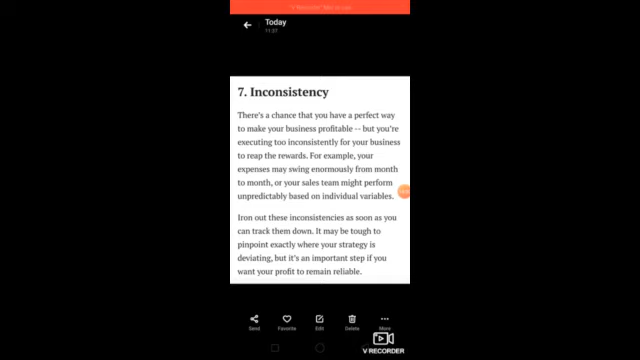 Today
11:37
7. Inconsistency
There's a chance that you have a perfect way
to make your business profitable -- but you're
executing too inconsistently for your business
to reap the rewards. For example, your
expenses may swing enormously from month
to month, or your sales team might perform
unpredictably based on individual variables.
Iron out these inconsistencies as soon as you
can track them down. It may be tough to
pinpoint exactly where your strategy is
deviating, but it's an important step if you
want your profit to remain reliable.
Send Favorite Edit Delete More
V RECORDER